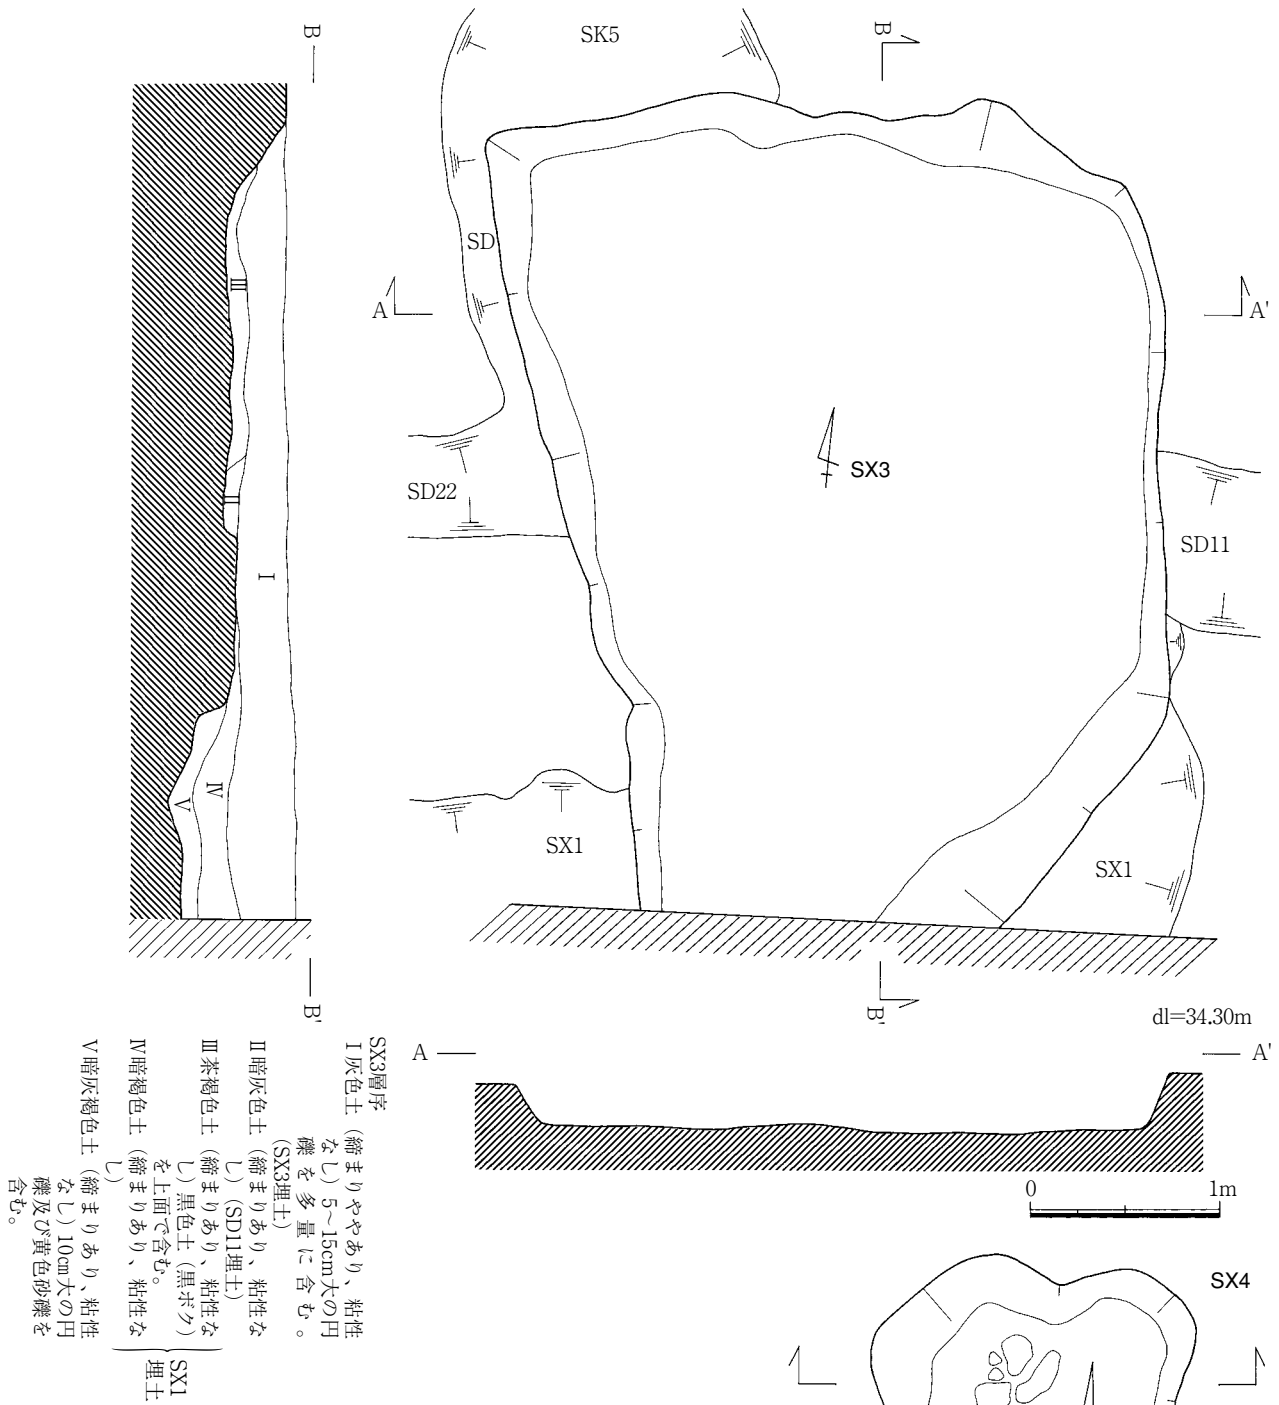 SK5
B
B
SD
A
A'
SX3
SD22
SD11
SX1
SX1
B'
B'
Ⅰ
Ⅱ
Ⅲ
Ⅳ
Ⅴ
dl=34.30m
A
A'
0
1m
SX4
SX3層序
Ⅰ灰色土（締まりややあり、粘性
なし）5～15cm大の円
礫を多量に含む。
(SX3埋土)
Ⅱ暗灰色土（締まりあり、粘性な
し）(SD11埋土)
Ⅲ茶褐色土（締まりあり、粘性な
し）黒色土（黒ボク）
を上面で含む。
Ⅳ暗褐色土（締まりあり、粘性な
し）
Ⅴ暗灰褐色土（締まりあり、粘性
なし）10cm大の円
礫及び黄色砂礫を
含む。
SX1
埋土